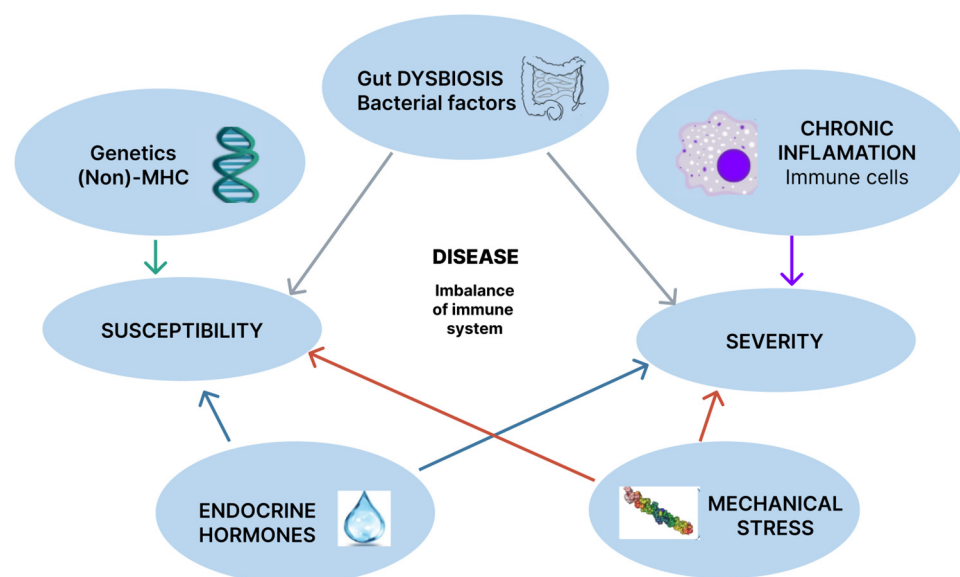 Gut DYSBIOSIS
Bacterial factors
Genetics
(Non)-MHC
CHRONIC
INFLAMATION
Immune cells
DISEASE
Imbalance
of immune
system
SUSCEPTIBILITY
SEVERITY
ENDOCRINE
HORMONES
MECHANICAL
STRESS